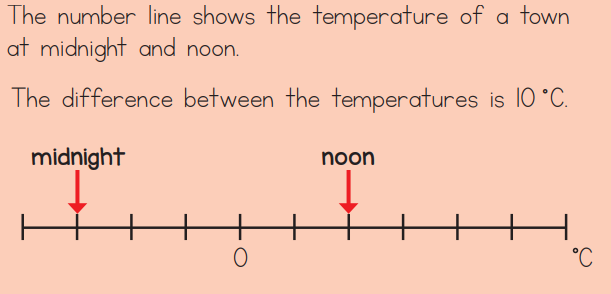 The number line shows the temperature of a town
at midnight and noon.
The difference between the temperatures is 10 °C.
midnight noon
0 °C